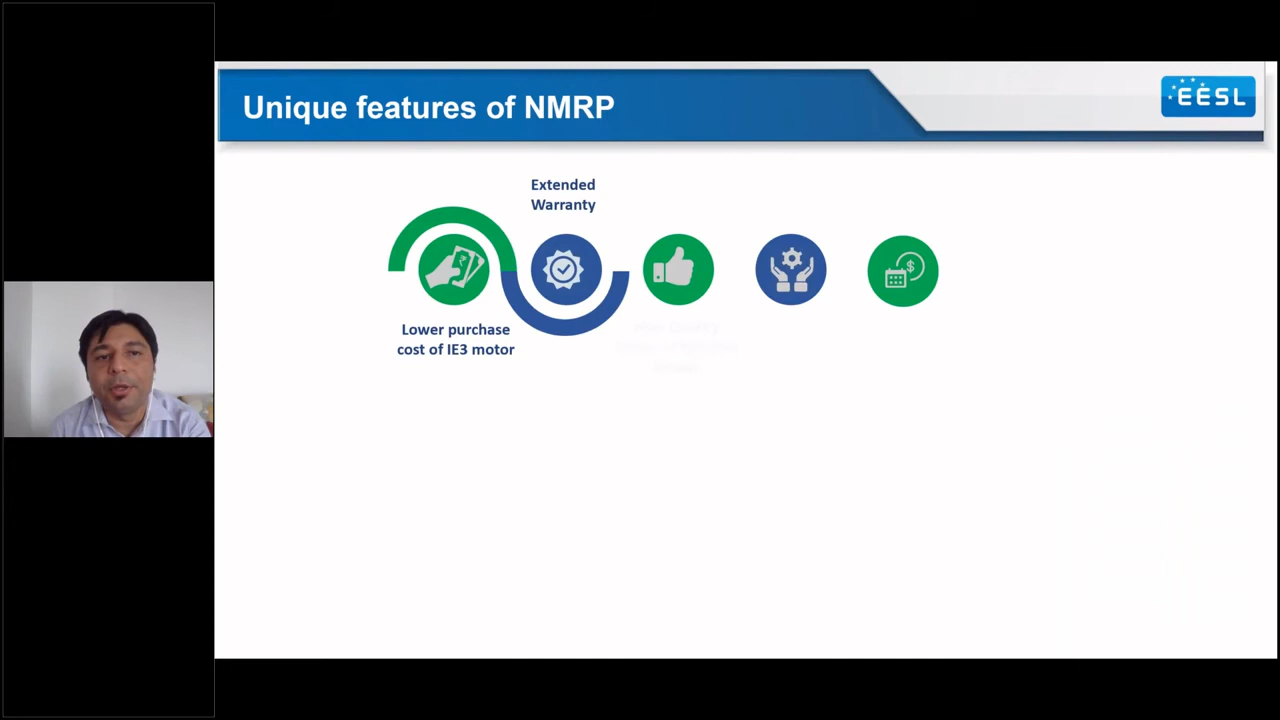 Unique features of NMRP
EESL
Extended
Warranty
Lower purchase
cost of IE3 motor